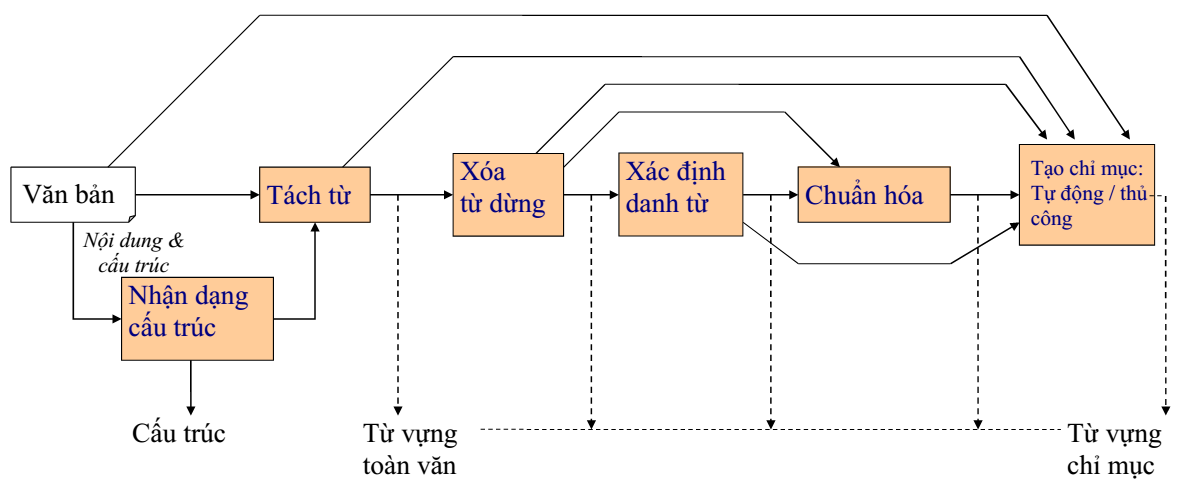 Văn bản
Tách từ
Xóa
từ dừng
Xác định
danh từ
Chuẩn hóa
Tạo chỉ mục:
Tự động / thủ
công
Nội dung &
cấu trúc
Nhận dạng
cấu trúc
Cấu trúc
Từ vựng
toàn văn
Từ vựng
chỉ mục